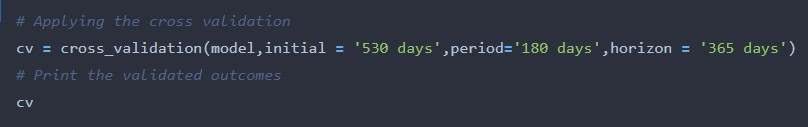 # Applying the cross validation
cv = cross_validation(model,initial = '530 days',period='180 days',horizon = '365 days')
# Print the validated outcomes
cv